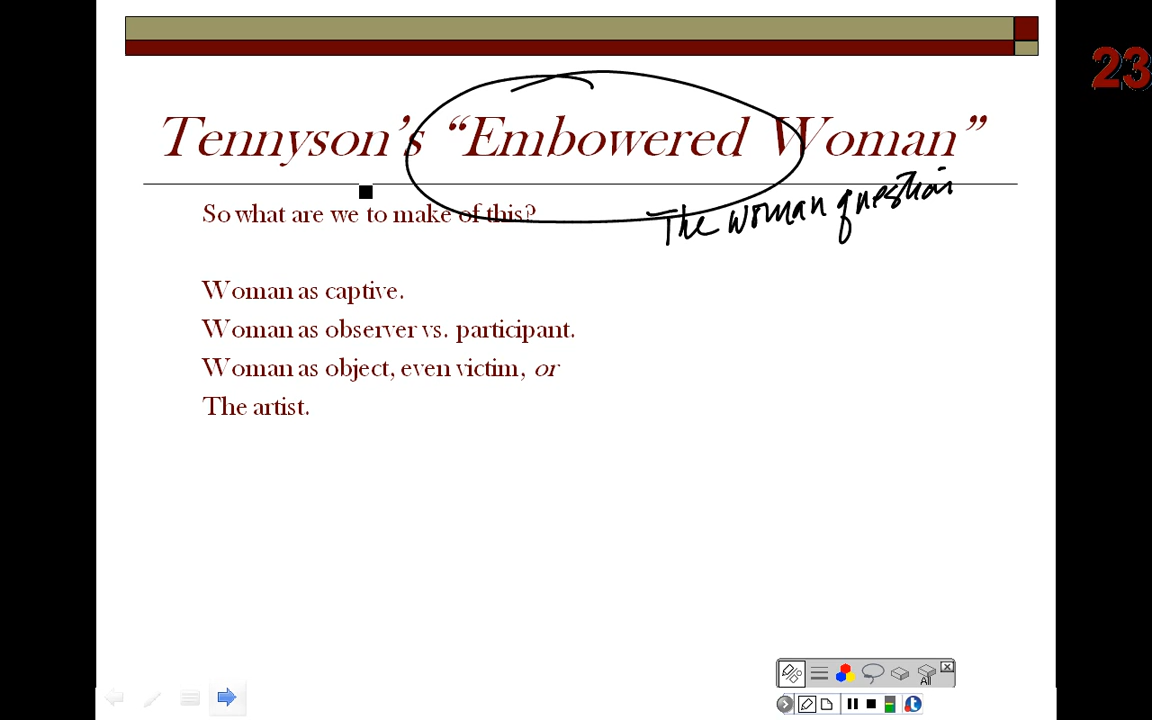 23
Tennyson's “Embowered Woman”
So what are we to make of this?
The woman question
Woman as captive.
Woman as observer vs. participant.
Woman as object, even victim, or
The artist.
All